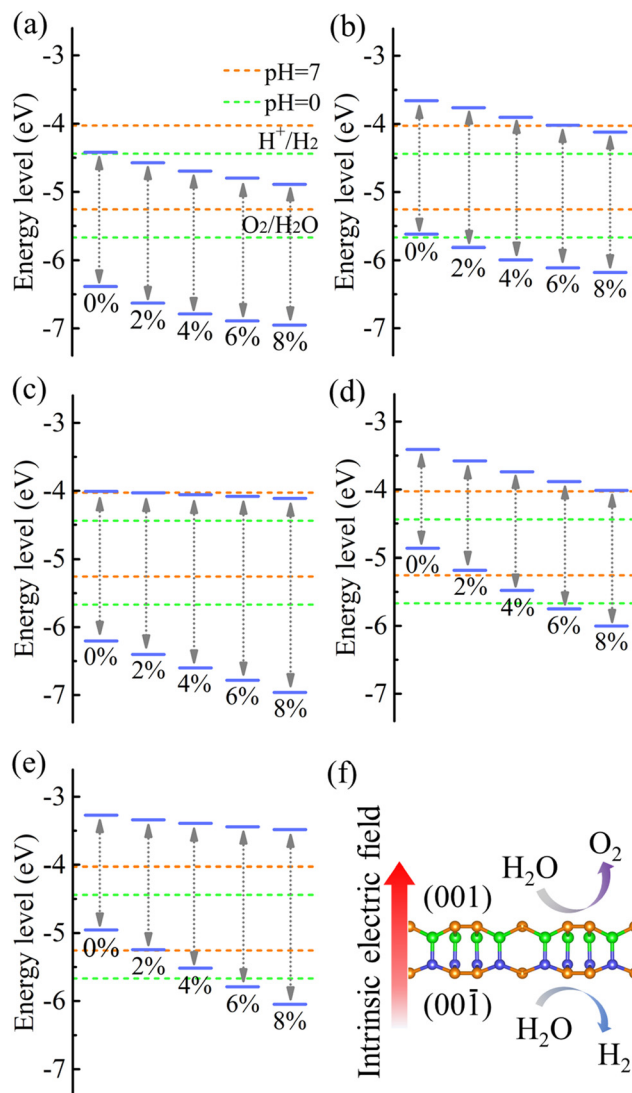 (a)
Energy level (eV)
-3
-4
-5
-6
-7
pH=7
pH=0
H⁺/H₂
O₂/H₂O
0%
2%
4%
6%
8%
(b)
Energy level (eV)
-3
-4
-5
-6
-7
0%
2%
4%
6%
8%
(c)
Energy level (eV)
-3
-4
-5
-6
-7
0%
2%
4%
6%
8%
(d)
Energy level (eV)
-3
-4
-5
-6
-7
0%
2%
4%
6%
8%
(e)
Energy level (eV)
-3
-4
-5
-6
-7
0%
2%
4%
6%
8%
(f)
Intrinsic electric field
O₂
H₂O
(001)
(001̄)
H₂O
H₂